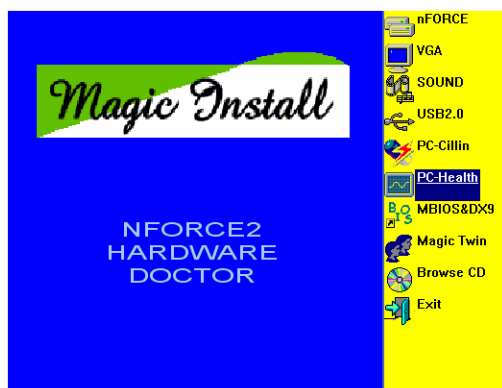 Magic Install
NFORCE2
HARDWARE
DOCTOR
nFORCE
VGA
SOUND
USB2.0
PC-Cillin
PC-Health
BIOS
MBIOS&DX9
Magic Twin
Browse CD
Exit